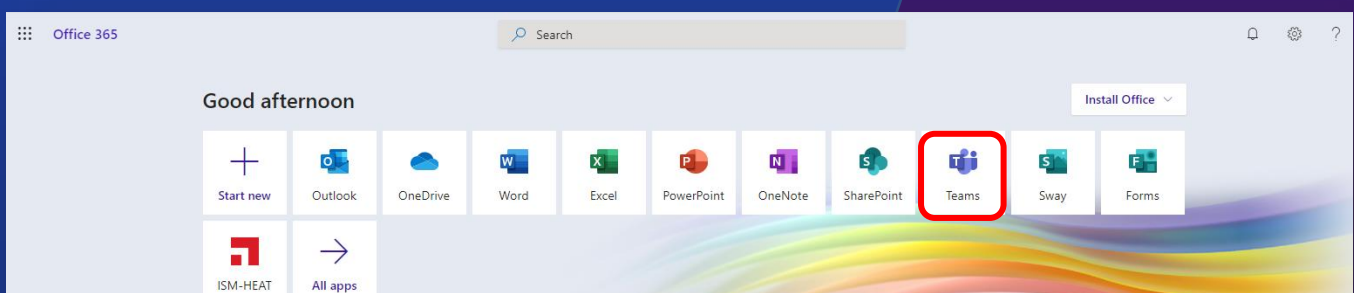 Office 365
Search
?
Good afternoon
Install Office
Start new
Outlook
OneDrive
Word
Excel
PowerPoint
OneNote
SharePoint
Teams
Sway
Forms
ISM-HEAT
All apps